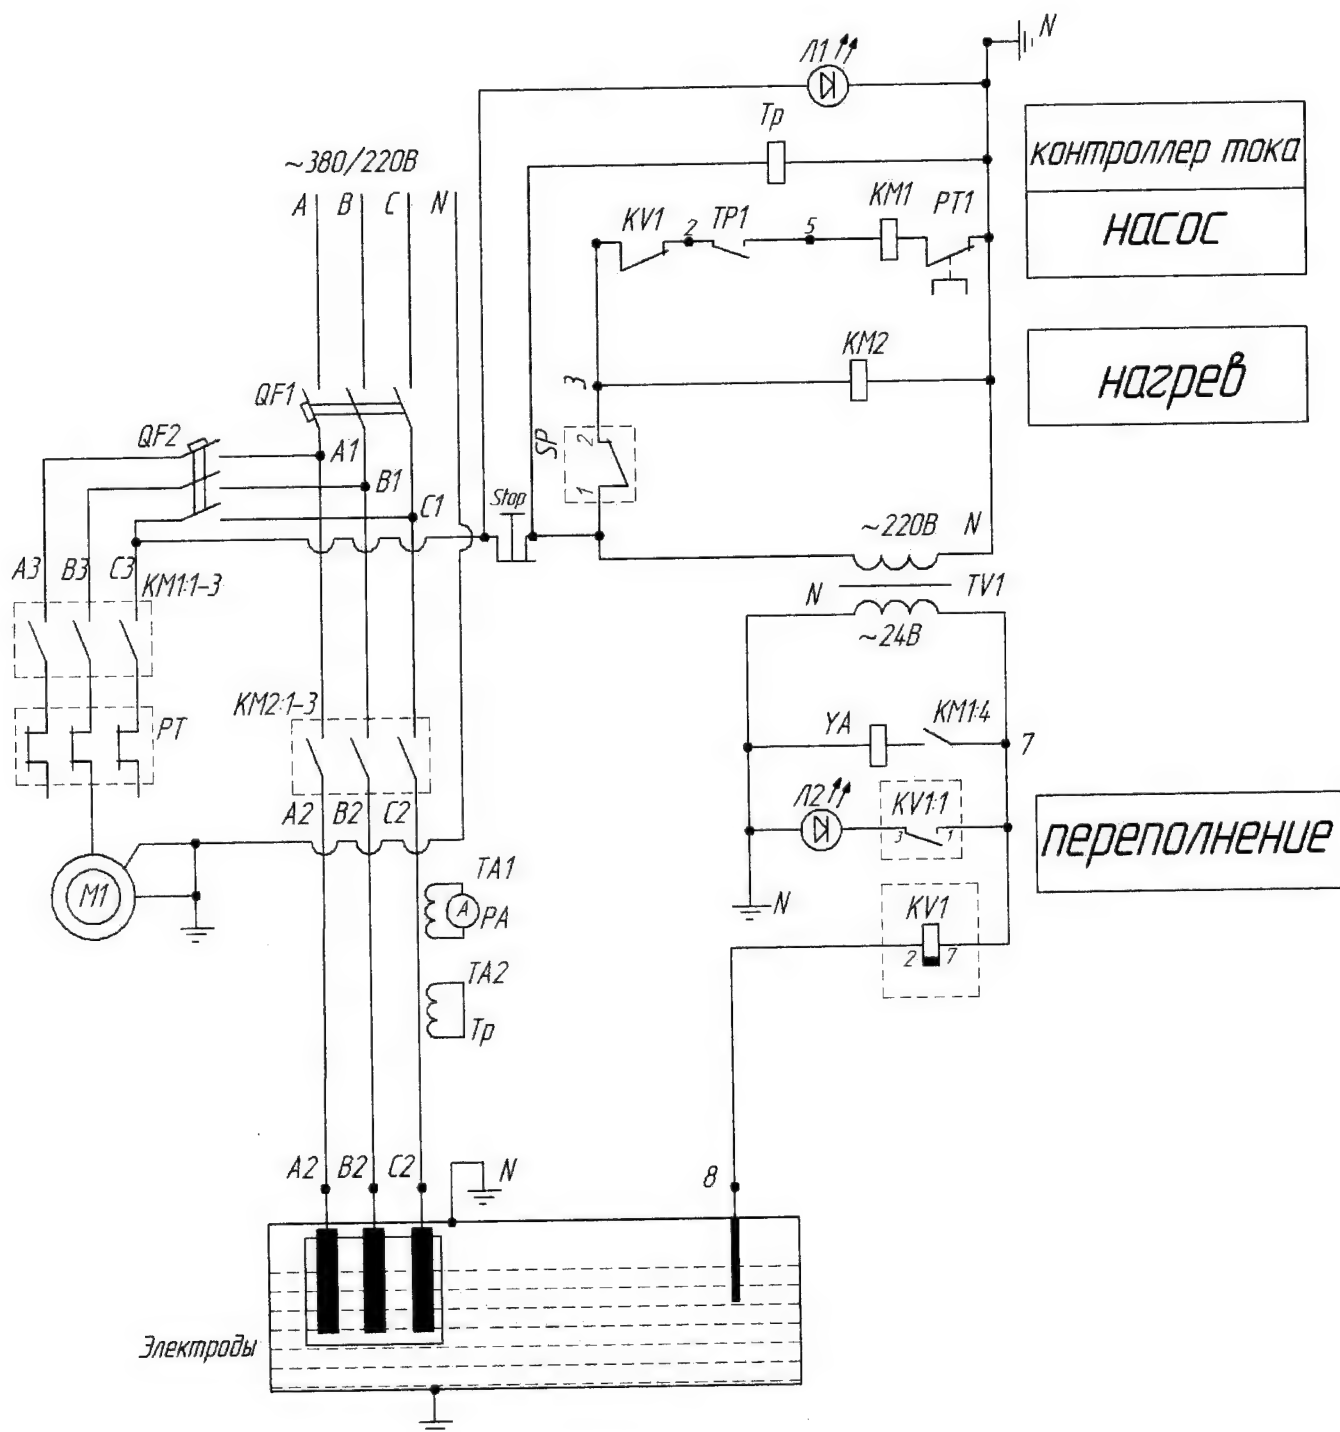 N
Л1
Тр
контроллер тока
~380/220В
A B C N
KV1 2 ТР1 5 KM1 PT1
насос
KM2
нагрев
3
QF1
QF2
SP
2
1
A1
B1
C1
Stop
~220В N
A3 B3 C3
KM1:1-3
N TV1
~24В
KM2:1-3
PT
YA KM1:4
7
A2 B2 C2
Л2 KV1:1
3 1
переполнение
M1
TA1
A PA
N
KV1
2 7
TA2
Тр
A2 B2 C2 N
8
Электроды